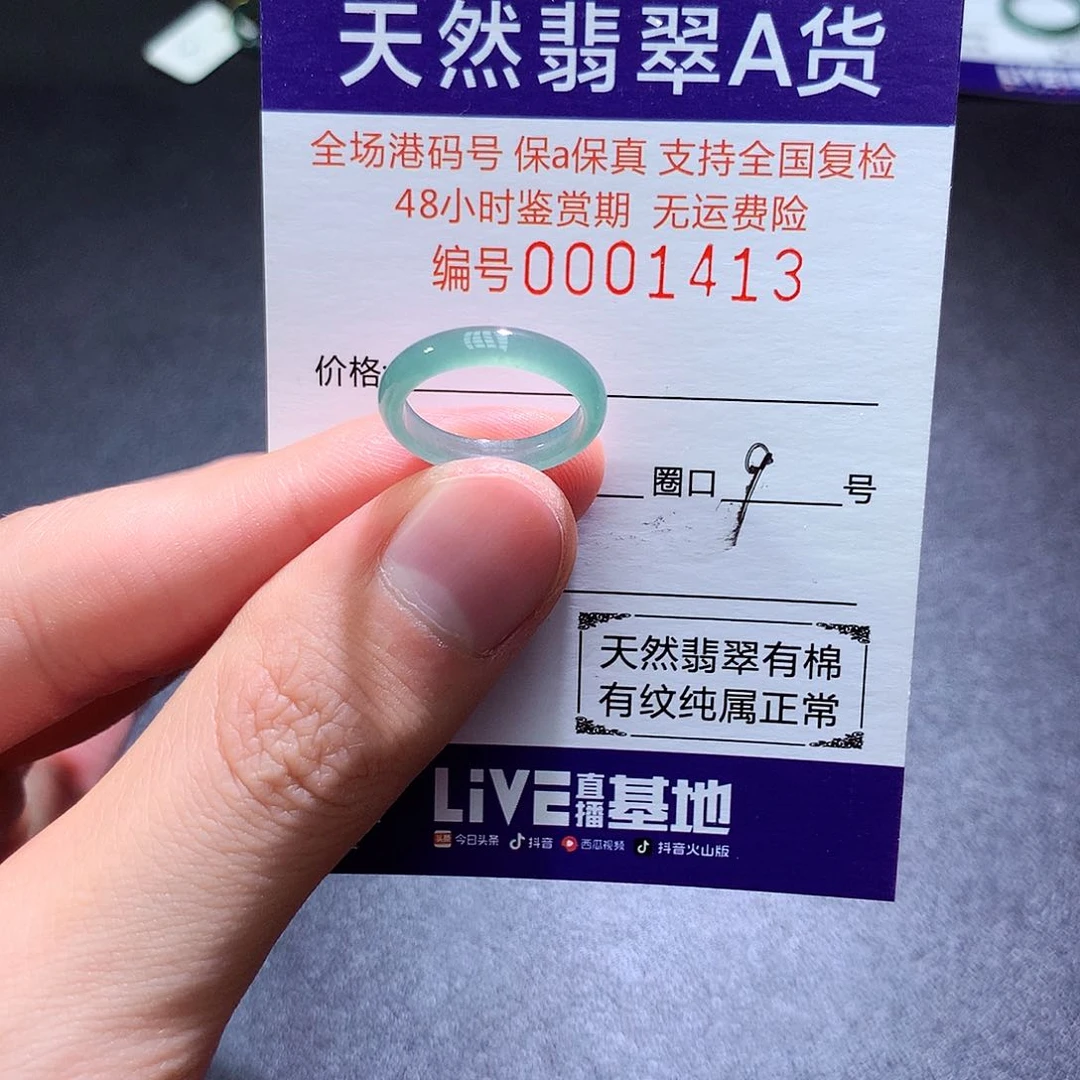 天然翡翠A货
全场港码号 保a保真 支持全国复检
48小时鉴赏期 无运费险
编号0001413
价格:
圈口 9 号
天然翡翠有棉
有纹纯属正常
LiVE直播基地
头条 今日头条 抖音 西瓜视频 抖音火山版